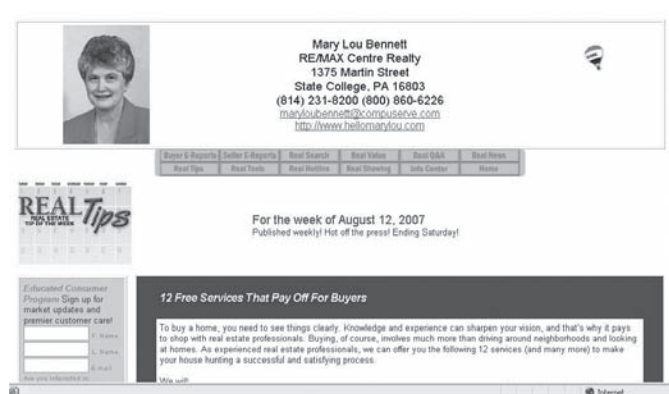 Mary Lou Bennett
RE/MAX Centre Realty
1375 Martin Street
State College, PA 16803
(814) 231-8200 (800) 860-6226
maryloubennett@compuserve.com
http://www.hellomarylou.com
Buyer E-Reports Seller E-Reports Real Search Real Value Real Q&A Real News
Real Tips Real Tools Real Hotlinks Real Showing Info Center Home
REAL Tips
REAL ESTATE
TIP OF THE WEEK
For the week of August 12, 2007
Published weekly! Hot off the press! Ending Saturday!
Educated Consumer
Program Sign up for
market updates and
premier customer care!
F. Name
L. Name
E-mail
Are you interested in:
12 Free Services That Pay Off For Buyers
To buy a home, you need to see things clearly. Knowledge and experience can sharpen your vision, and that's why it pays
to shop with real estate professionals. Buying, of course, involves much more than driving around neighborhoods and looking
at homes. As experienced real estate professionals, we can offer you the following 12 services (and many more) to make
your house hunting a successful and satisfying process.
We will:
Internet